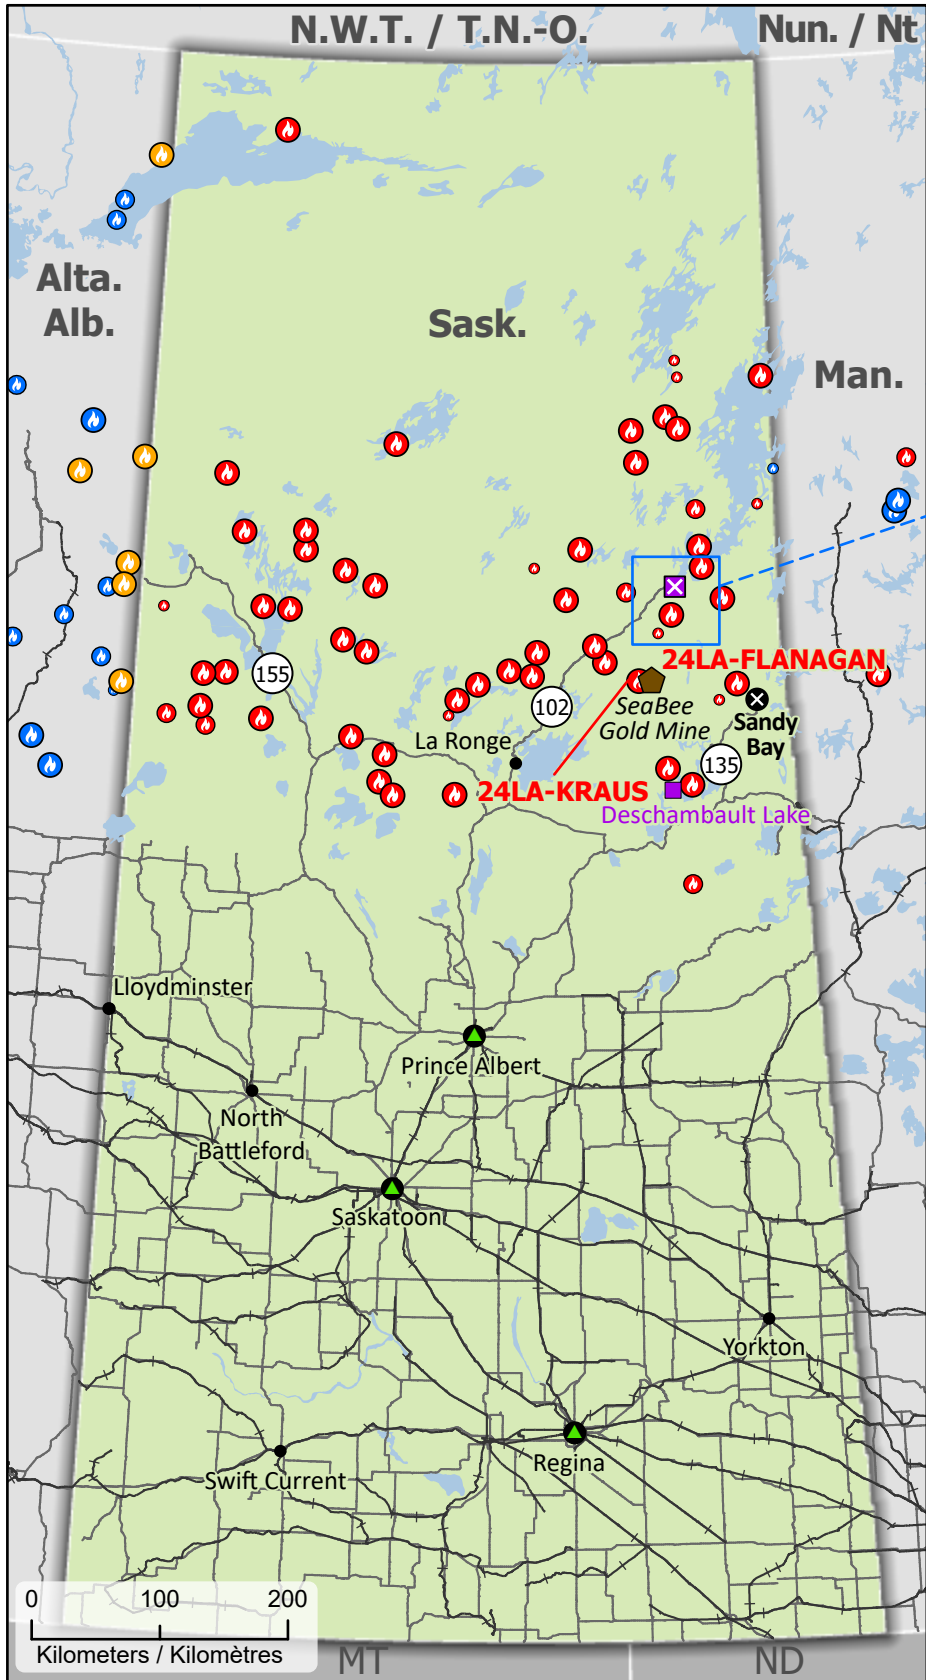 N.W.T. / T.N.-O.
Nun. / Nt
Alta.
Alb.
Sask.
Man.
155
102
24LA-FLANAGAN
SeaBee
Gold Mine
Sandy
Bay
La Ronge
135
24LA-KRAUS
Deschambault Lake
Lloydminster
Prince Albert
North
Battleford
Saskatoon
Yorkton
Regina
Swift Current
0 100 200
Kilometers / Kilomètres
MT
ND